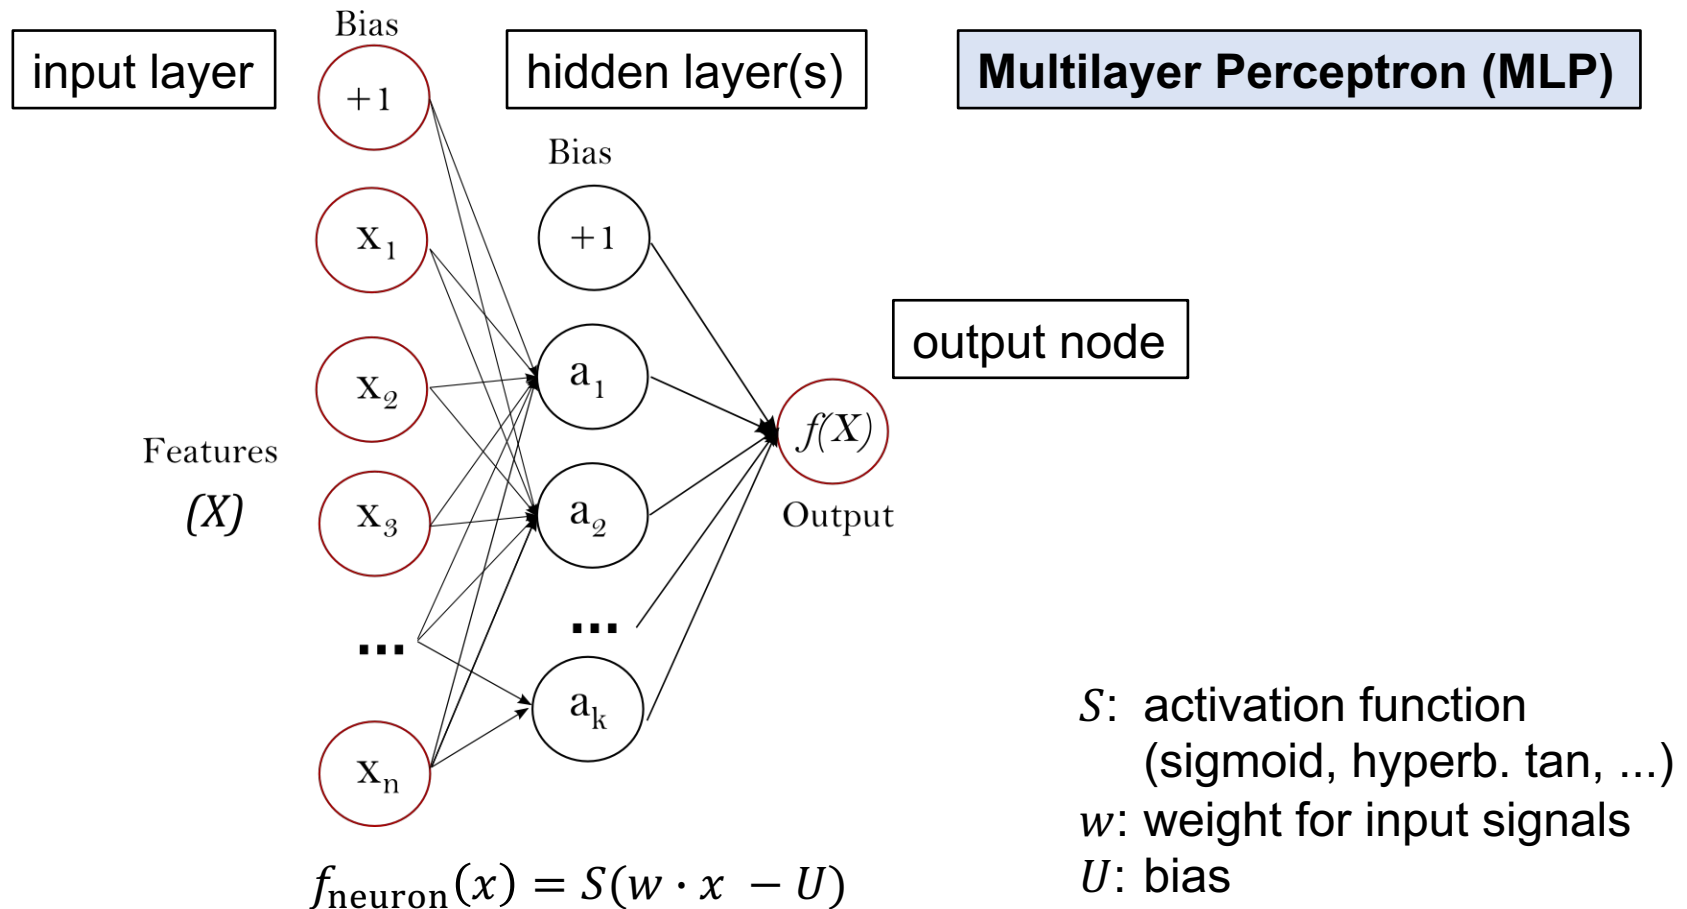 input layer
Bias
hidden layer(s)
Multilayer Perceptron (MLP)
+1
Bias
x₁
+1
output node
x₂
a₁
f(X)
Features
(X)
x₃
a₂
Output
...
...
xₙ
aₖ
S: activation function
(sigmoid, hyperb. tan, ...)
w: weight for input signals
U: bias
f_neuron(x) = S(w · x − U)